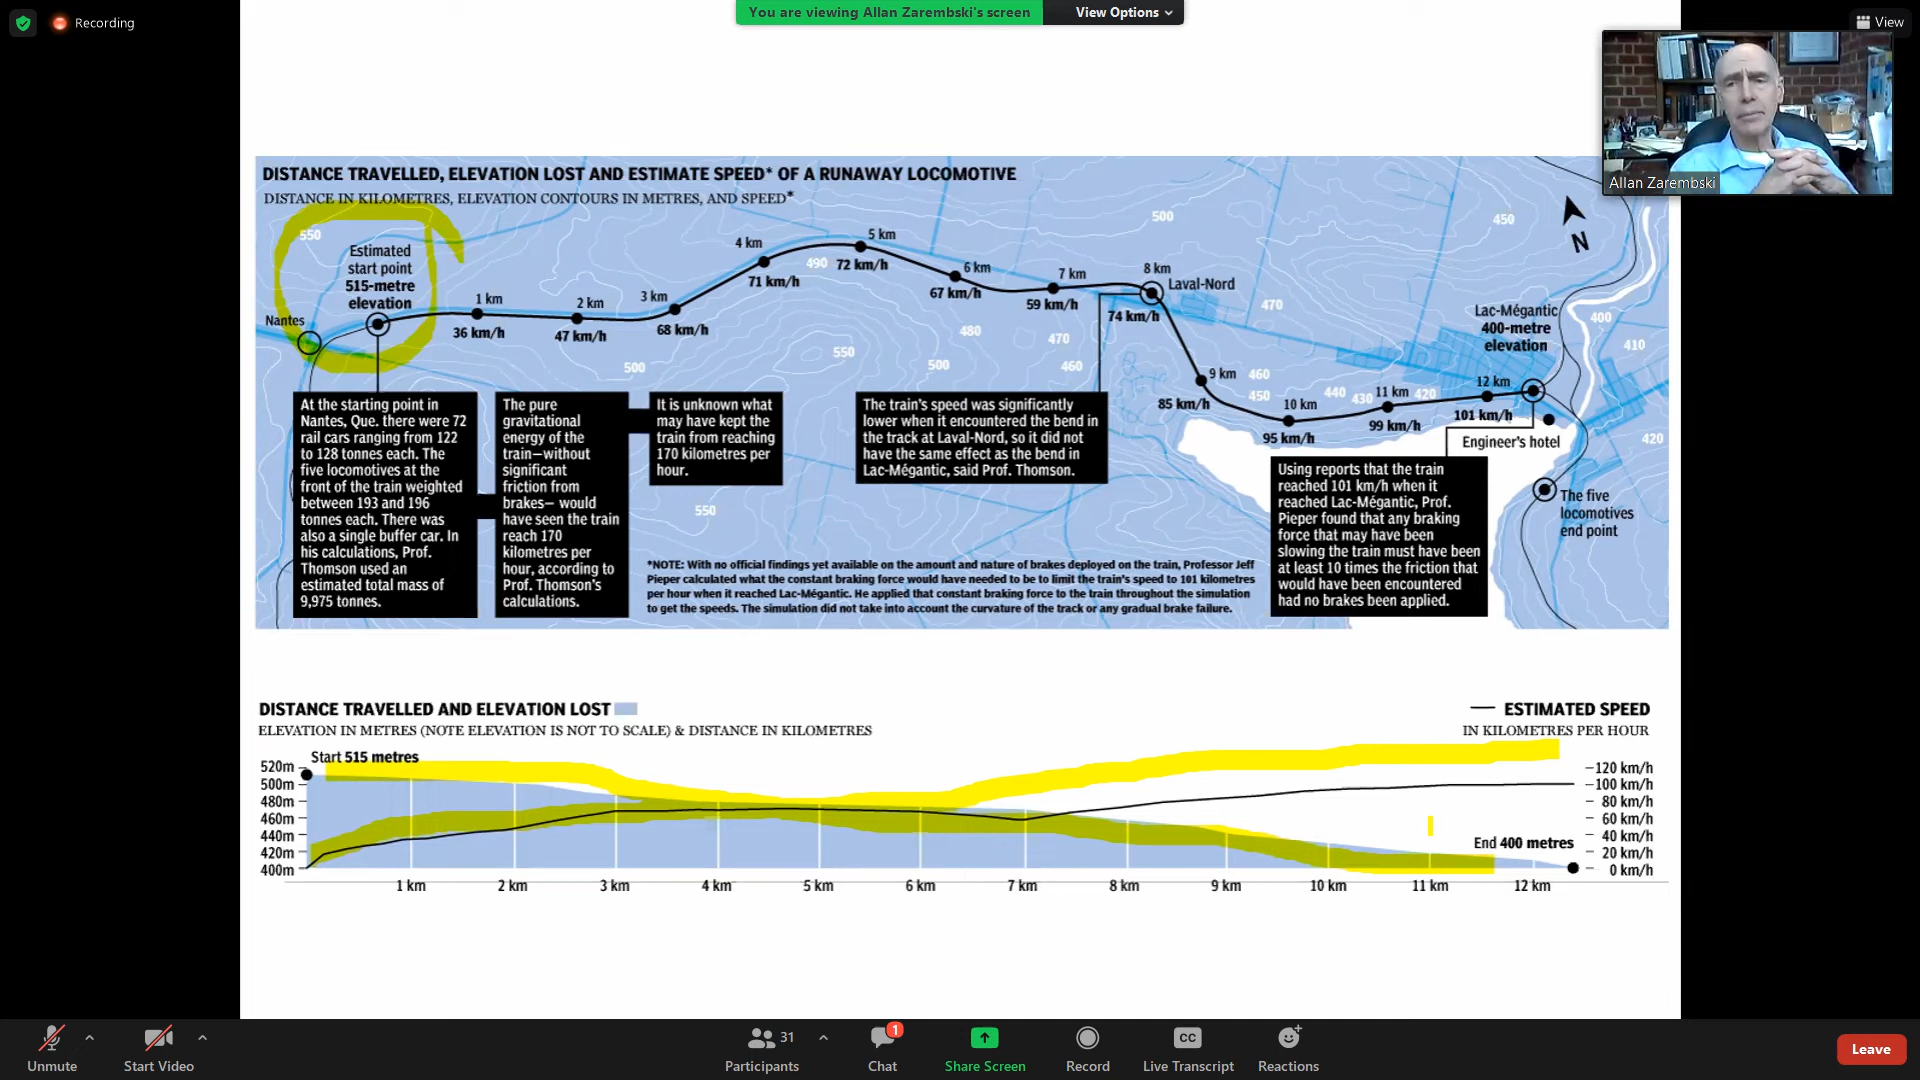 Recording
You are viewing Allan Zarembski's screen
View Options
View
Allan Zarembski
DISTANCE TRAVELLED, ELEVATION LOST AND ESTIMATE SPEED* OF A RUNAWAY LOCOMOTIVE
DISTANCE IN KILOMETRES, ELEVATION CONTOURS IN METRES, AND SPEED*
550
500
450
N
Estimated
start point
515-metre
elevation
Nantes
1 km
36 km/h
2 km
47 km/h
3 km
68 km/h
4 km
71 km/h
490
5 km
72 km/h
6 km
67 km/h
7 km
59 km/h
8 km
74 km/h
Laval-Nord
470
480
470
460
550
500
500
9 km
85 km/h
460
450
10 km
95 km/h
440
430
11 km
99 km/h
420
12 km
101 km/h
Lac-Mégantic
400-metre
elevation
400
410
420
Engineer's hotel
The five
locomotives
end point
550
At the starting point in
Nantes, Que. there were 72
rail cars ranging from 122
to 128 tonnes each. The
five locomotives at the
front of the train weighted
between 193 and 196
tonnes each. There was
also a single buffer car. In
his calculations, Prof.
Thomson used an
estimated total mass of
9,975 tonnes.
The pure
gravitational
energy of the
train—without
significant
friction from
brakes— would
have seen the train
reach 170
kilometres per
hour, according to
Prof. Thomson's
calculations.
It is unknown what
may have kept the
train from reaching
170 kilometres per
hour.
The train's speed was significantly
lower when it encountered the bend in
the track at Laval-Nord, so it did not
have the same effect as the bend in
Lac-Mégantic, said Prof. Thomson.
Using reports that the train
reached 101 km/h when it
reached Lac-Mégantic, Prof.
Pieper found that any braking
force that may have been
slowing the train must have been
at least 10 times the friction that
would have been encountered
had no brakes been applied.
*NOTE: With no official findings yet available on the amount and nature of brakes deployed on the train, Professor Jeff
Pieper calculated what the constant braking force would have needed to be to limit the train's speed to 101 kilometres
per hour when it reached Lac-Mégantic. He applied that constant braking force to the train throughout the simulation
to get the speeds. The simulation did not take into account the curvature of the track or any gradual brake failure.
DISTANCE TRAVELLED AND ELEVATION LOST
ELEVATION IN METRES (NOTE ELEVATION IS NOT TO SCALE) & DISTANCE IN KILOMETRES
ESTIMATED SPEED
IN KILOMETRES PER HOUR
Start 515 metres
520m
500m
480m
460m
440m
420m
400m
120 km/h
100 km/h
80 km/h
60 km/h
40 km/h
20 km/h
0 km/h
End 400 metres
1 km 2 km 3 km 4 km 5 km 6 km 7 km 8 km 9 km 10 km 11 km 12 km
Unmute
Start Video
31
Participants
1
Chat
Share Screen
Record
CC
Live Transcript
Reactions
Leave